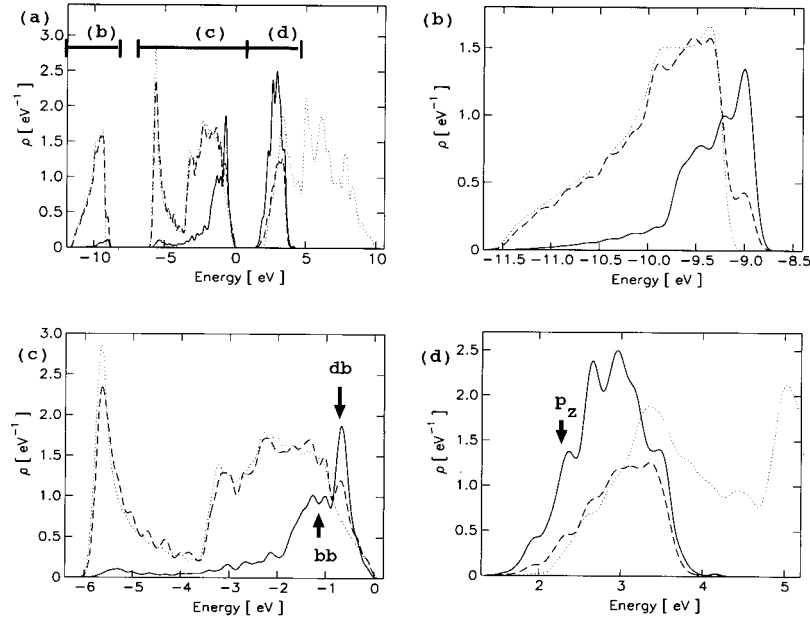 (a)
(b)
(c)
(d)
ρ [ eV⁻¹ ]
3.0
2.5
2.0
1.5
1.0
0.5
0
−10
−5
0
5
10
Energy [ eV ]
(b)
ρ [ eV⁻¹ ]
1.5
1.0
0.5
0
−11.5
−10.5
−10.0
−9.5
−9.0
−8.5
Energy [ eV ]
(c)
db
bb
ρ [ eV⁻¹ ]
3.0
2.5
2.0
1.5
1.0
0.5
0
−6
−5
−4
−3
−2
−1
0
Energy [ eV ]
(d)
p_z
ρ [ eV⁻¹ ]
2.5
2.0
1.5
1.0
0.5
0
2
3
4
5
Energy [ eV ]